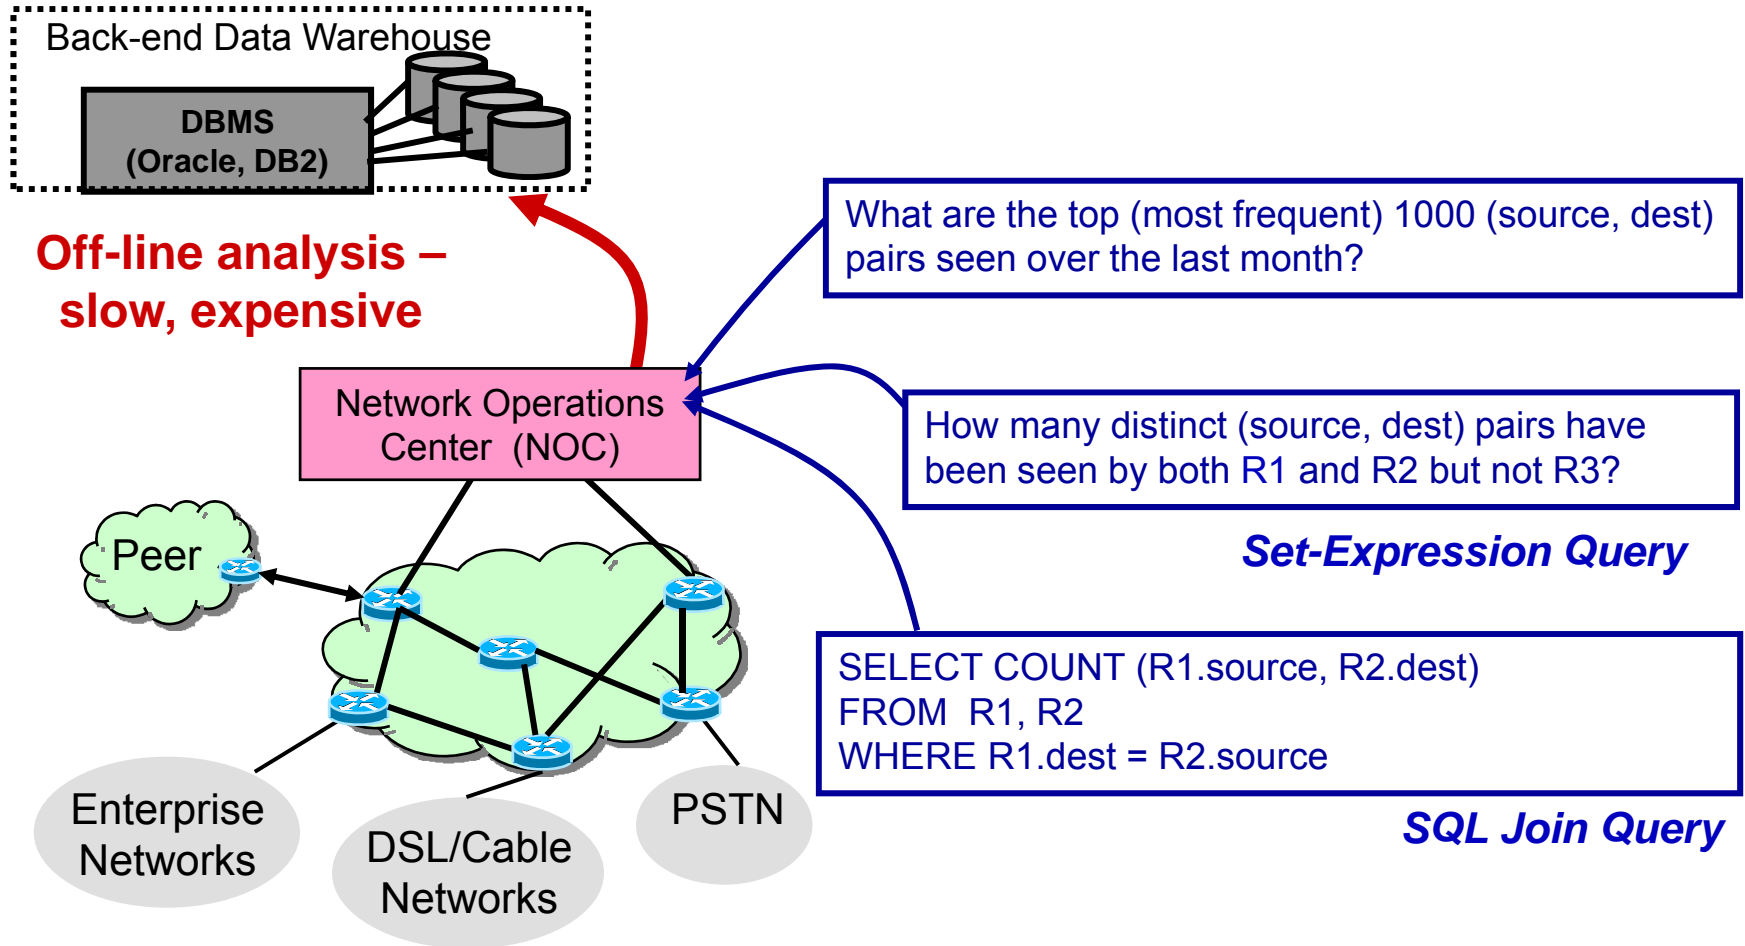 Back-end Data Warehouse
DBMS
(Oracle, DB2)
Off-line analysis –
slow, expensive
What are the top (most frequent) 1000 (source, dest)
pairs seen over the last month?
Network Operations
Center (NOC)
How many distinct (source, dest) pairs have
been seen by both R1 and R2 but not R3?
Set-Expression Query
Peer
SELECT COUNT (R1.source, R2.dest)
FROM R1, R2
WHERE R1.dest = R2.source
SQL Join Query
Enterprise
Networks
DSL/Cable
Networks
PSTN